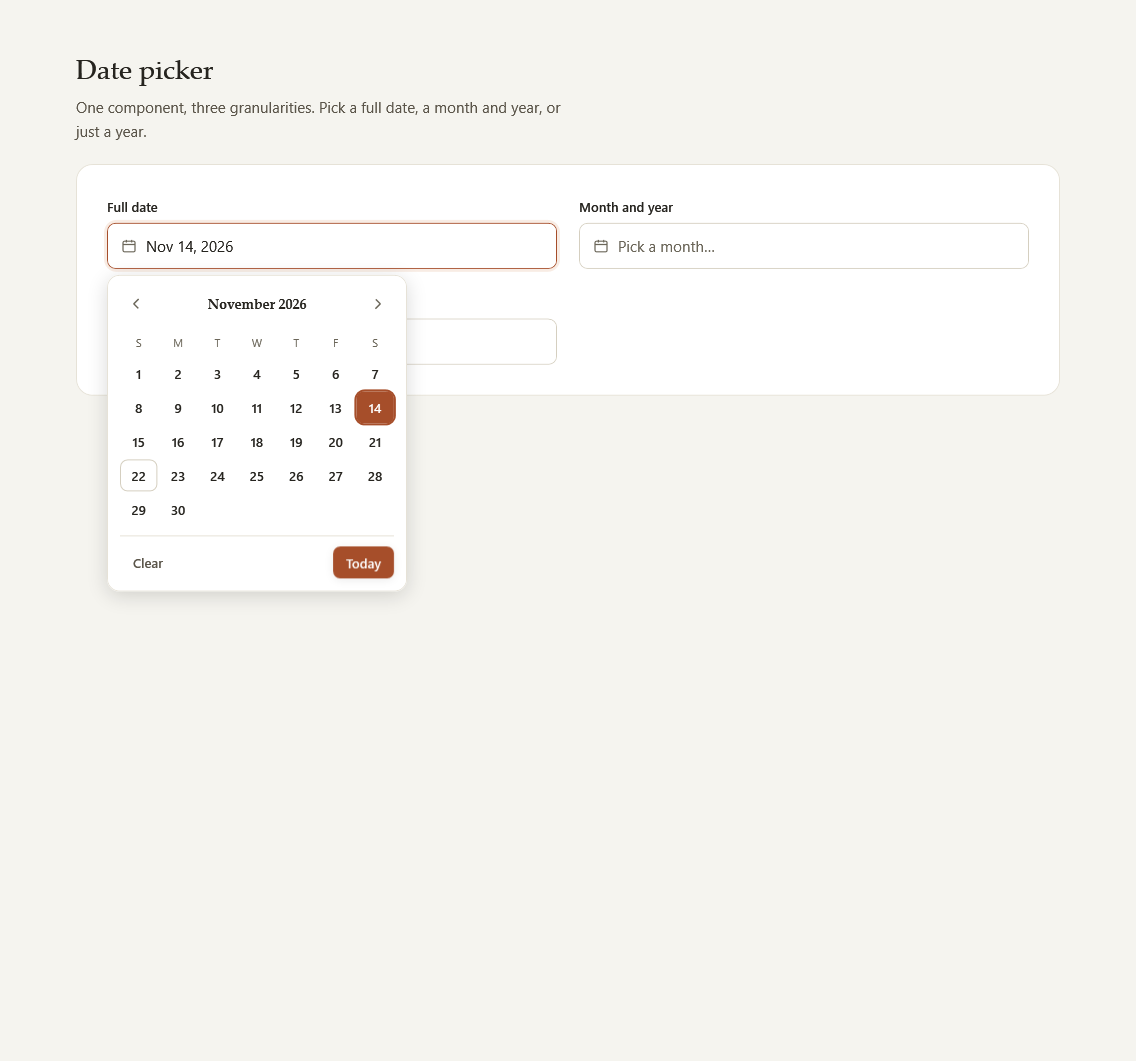 Date picker
One component, three granularities. Pick a full date, a month and year, or
just a year.
Full date
Month and year
Nov 14, 2026
Pick a month...
November 2026
S M T W T F S
1 2 3 4 5 6 7
8 9 10 11 12 13 14
15 16 17 18 19 20 21
22 23 24 25 26 27 28
29 30
Clear
Today